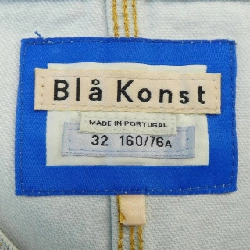 Blå Konst
MADE IN PORTUGAL
32 160/76A